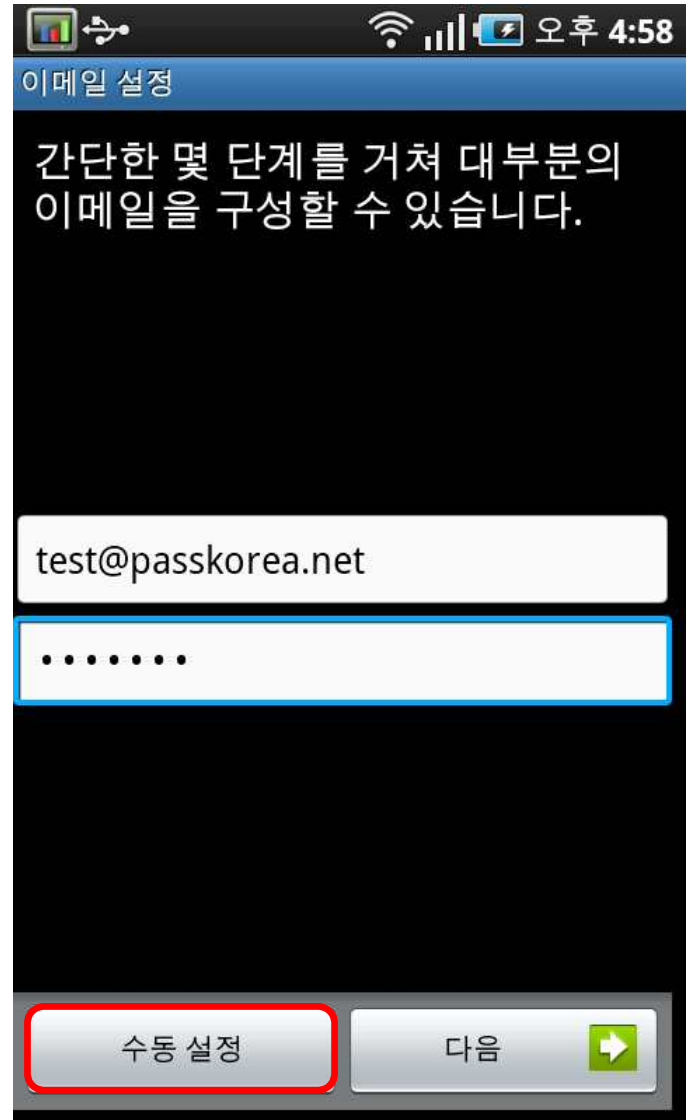 오후 4:58
이메일 설정
간단한 몇 단계를 거쳐 대부분의
이메일을 구성할 수 있습니다.
test@passkorea.net
•••••••
수동 설정
다음